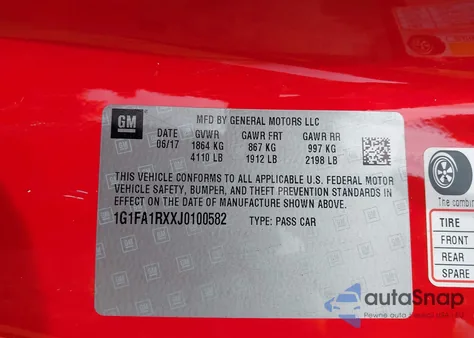 GM
MFD BY GENERAL MOTORS LLC
DATE GVWR GAWR FRT GAWR RR
06/17 1864 KG 867 KG 997 KG
4110 LB 1912 LB 2198 LB
THIS VEHICLE CONFORMS TO ALL APPLICABLE U.S. FEDERAL MOTOR
VEHICLE SAFETY, BUMPER, AND THEFT PREVENTION STANDARDS IN
EFFECT ON THE DATE OF MANUFACTURE SHOWN ABOVE.
1G1FA1RXXJ0100582 TYPE: PASS CAR
The combin
TIRE
FRONT
REAR
SPARE
autoSnap